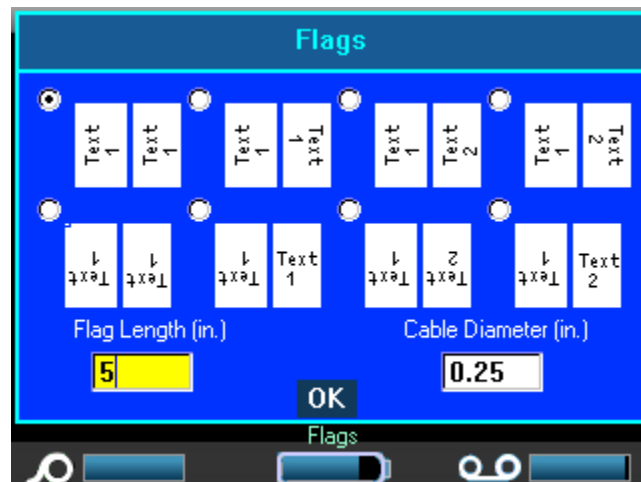 Flags
Text
1
Text
1
Text
1
Text
1
Text
1
Text
2
Text
1
Text
2
Text
1
Text
1
Text
1
Text
1
Text
1
Text
2
Text
1
Text
2
Flag Length (in.)
Cable Diameter (in.)
5
0.25
OK
Flags